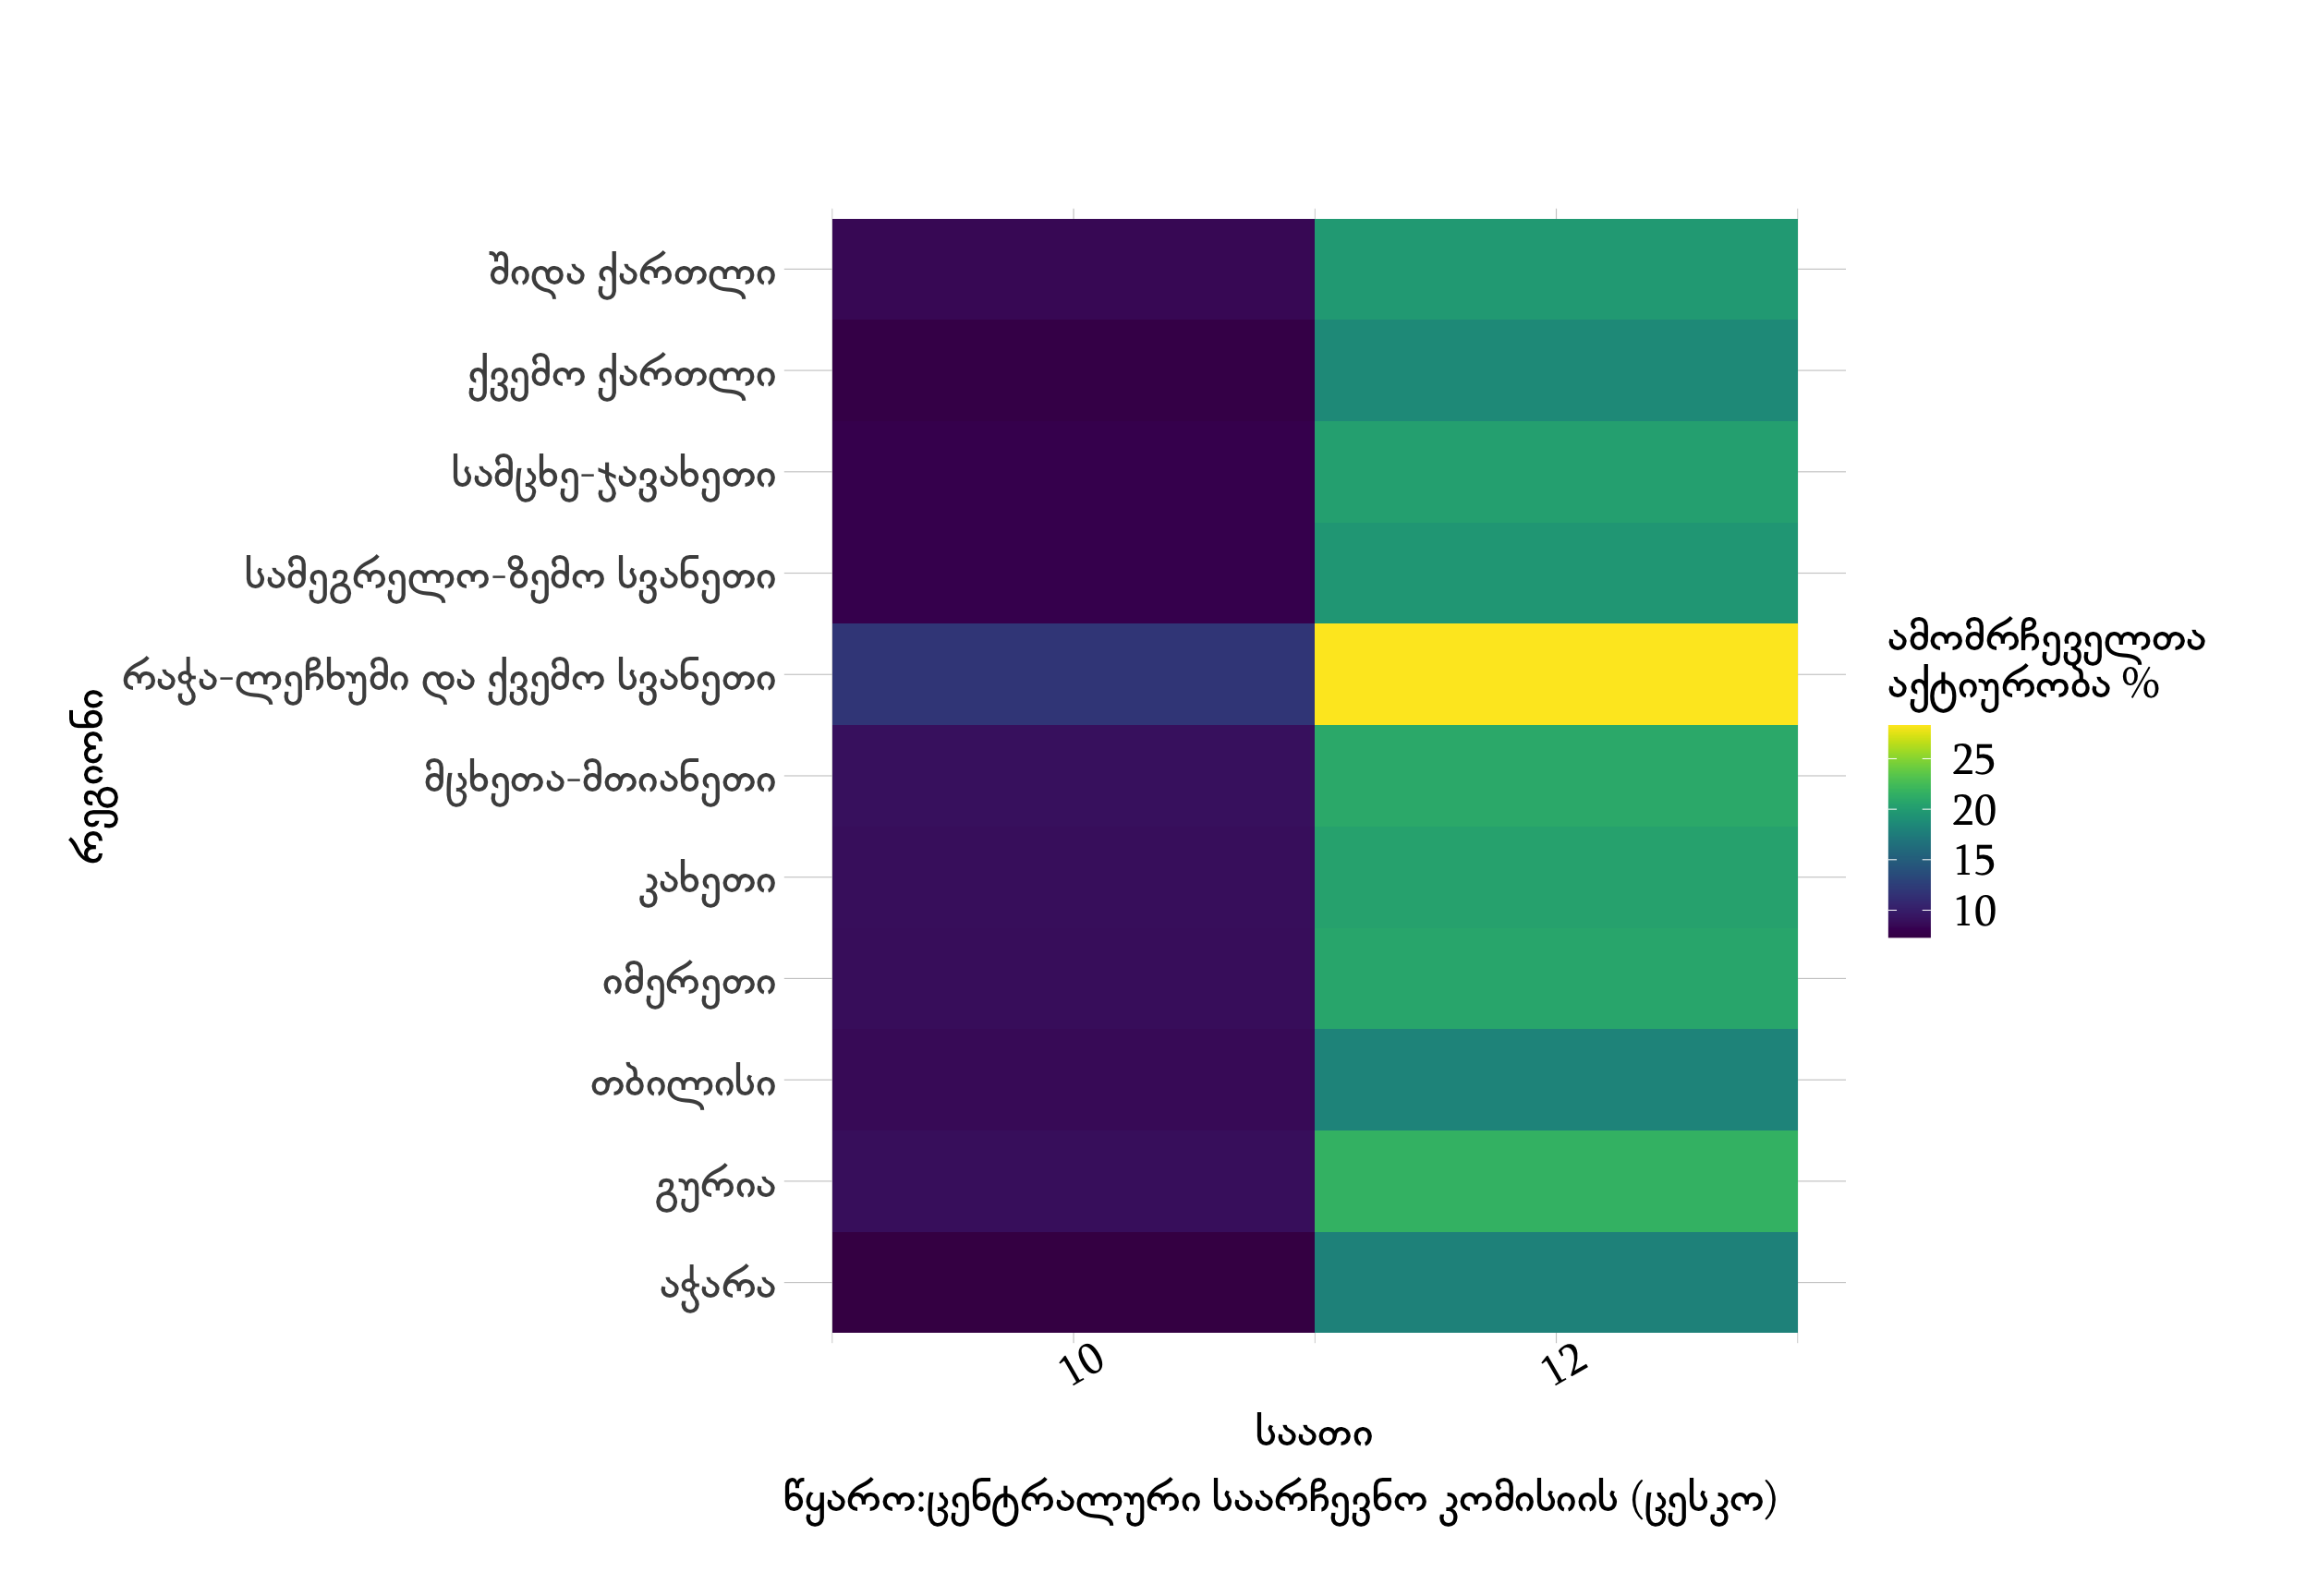 შიდა ქართლი
ქვემო ქართლი
სამცხე-ჯავახეთი
სამეგრელო-ზემო სვანეთი
რაჭა-ლეჩხუმი და ქვემო სვანეთი
მცხეთა-მთიანეთი
კახეთი
იმერეთი
თბილისი
გურია
აჭარა
რეგიონი
10
12
საათი
წყარო:ცენტრალური საარჩევნო კომისიის (ცესკო)
ამომრჩეველთა
აქტიურობა %
25
20
15
10